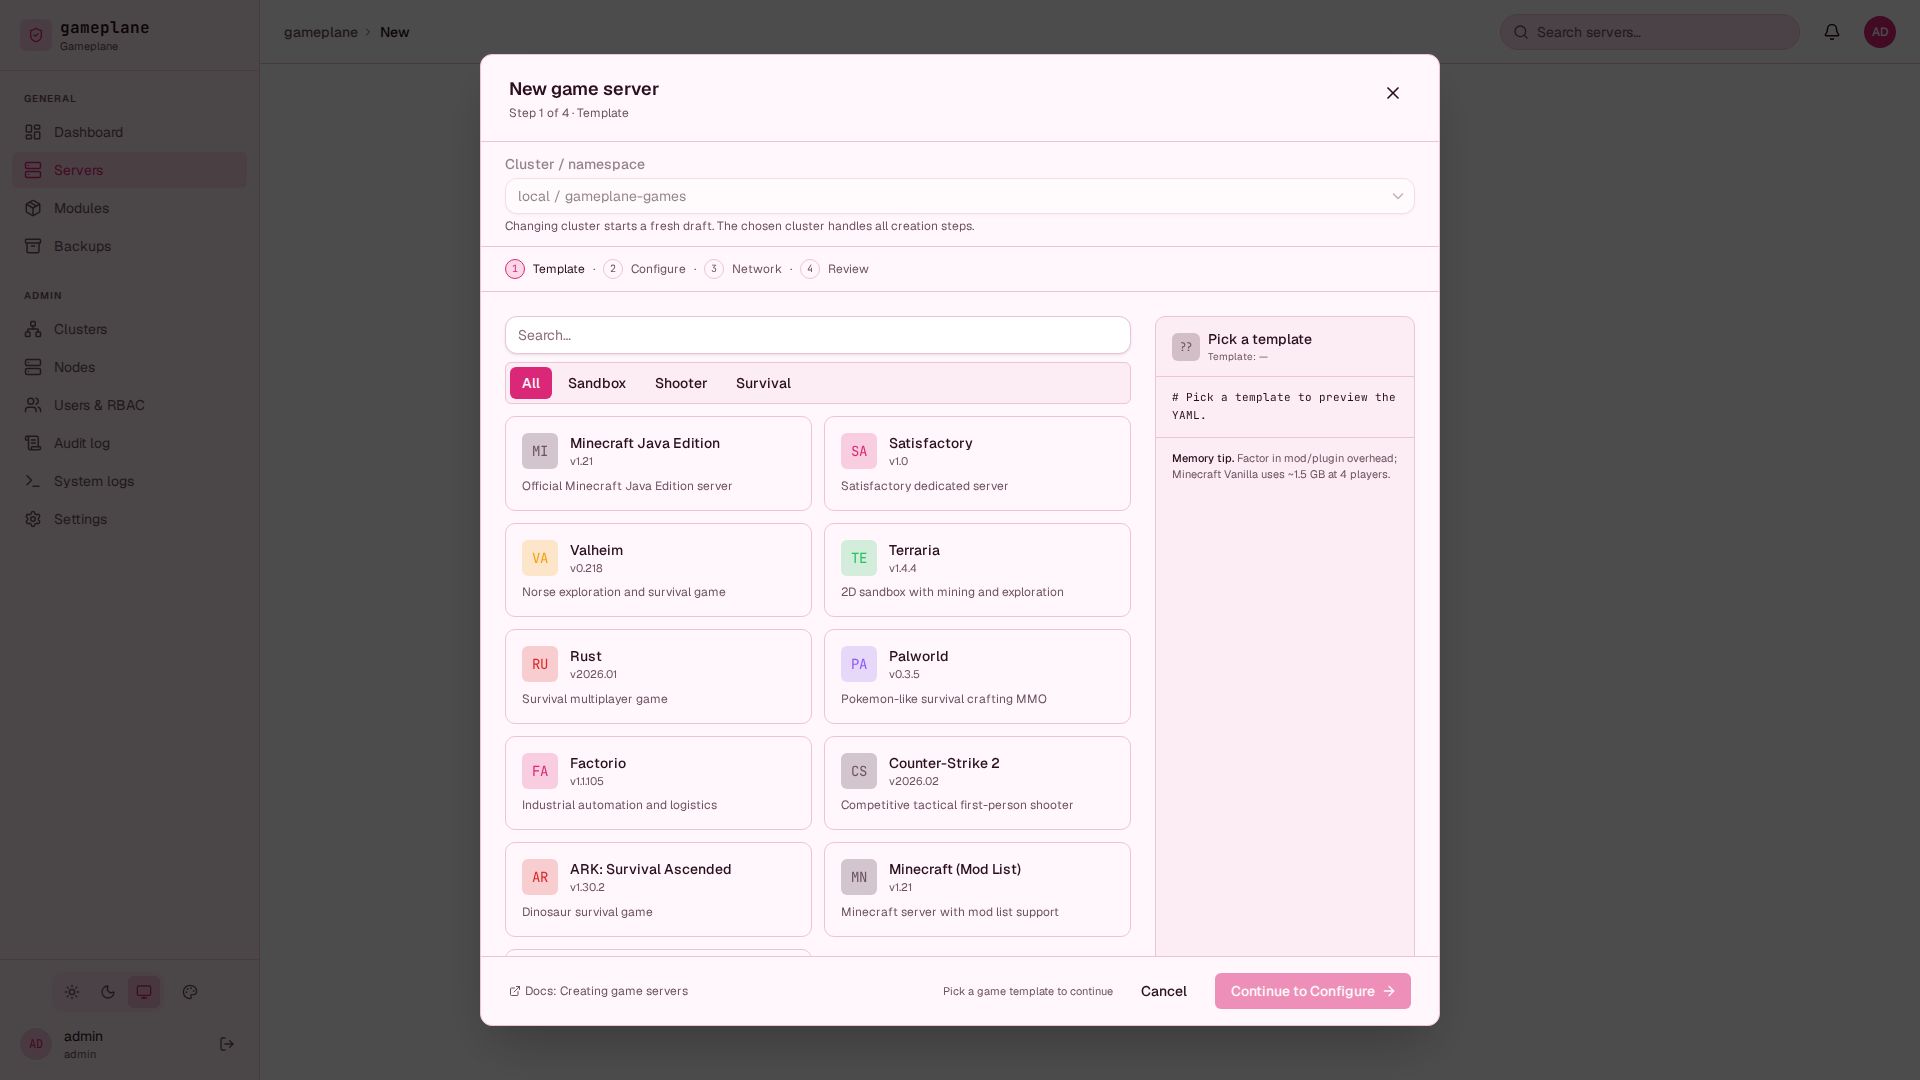 gameplane
Gameplane
gameplane > New
Search servers...
AD
GENERAL
Dashboard
Servers
Modules
Backups
ADMIN
Clusters
Nodes
Users & RBAC
Audit log
System logs
Settings
AD
admin
admin
New game server
Step 1 of 4 · Template
Cluster / namespace
local / gameplane-games
Changing cluster starts a fresh draft. The chosen cluster handles all creation steps.
1 Template · 2 Configure · 3 Network · 4 Review
Search...
All Sandbox Shooter Survival
MI
Minecraft Java Edition
v1.21
Official Minecraft Java Edition server
SA
Satisfactory
v1.0
Satisfactory dedicated server
VA
Valheim
v0.218
Norse exploration and survival game
TE
Terraria
v1.4.4
2D sandbox with mining and exploration
RU
Rust
v2026.01
Survival multiplayer game
PA
Palworld
v0.3.5
Pokemon-like survival crafting MMO
FA
Factorio
v1.1.105
Industrial automation and logistics
CS
Counter-Strike 2
v2026.02
Competitive tactical first-person shooter
AR
ARK: Survival Ascended
v1.30.2
Dinosaur survival game
MN
Minecraft (Mod List)
v1.21
Minecraft server with mod list support
??
Pick a template
Template: —
# Pick a template to preview the
YAML.
Memory tip. Factor in mod/plugin overhead;
Minecraft Vanilla uses ~1.5 GB at 4 players.
Docs: Creating game servers
Pick a game template to continue
Cancel
Continue to Configure →